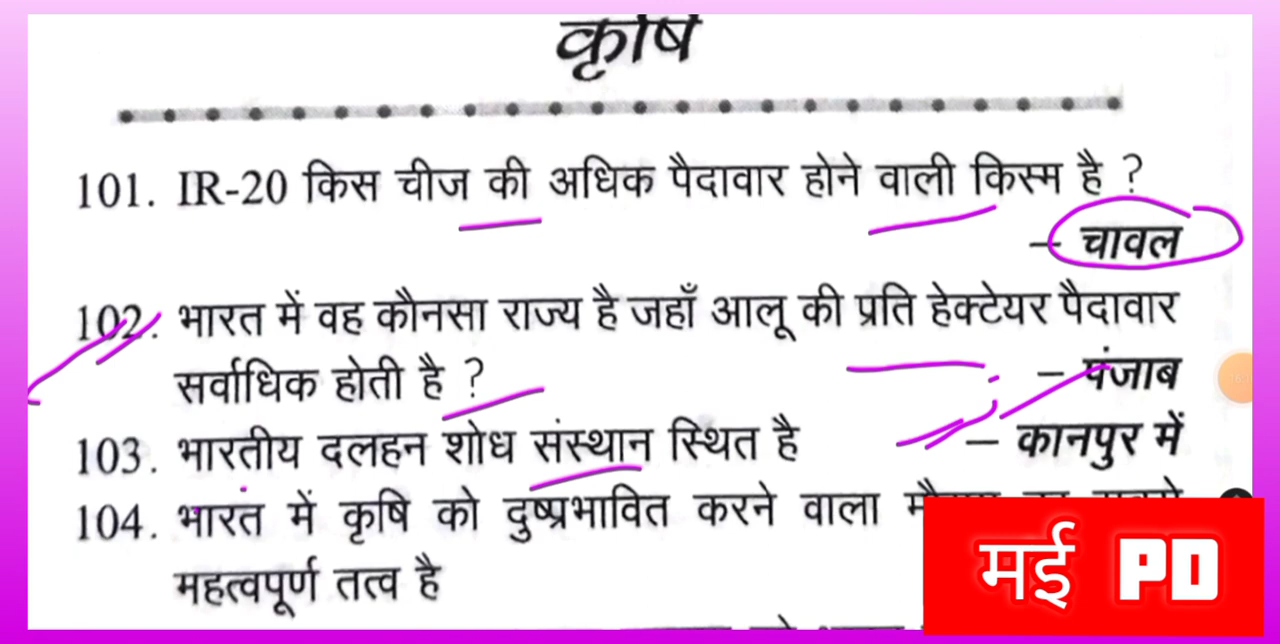 कृषि
101. IR-20 किस चीज की अधिक पैदावार होने वाली किस्म है ?
– चावल
102. भारत में वह कौनसा राज्य है जहाँ आलू की प्रति हेक्टेयर पैदावार
सर्वाधिक होती है ? – पंजाब
103. भारतीय दलहन शोध संस्थान स्थित है – कानपुर में
104. भारत में कृषि को दुष्प्रभावित करने वाला
महत्वपूर्ण तत्व है
मई PD